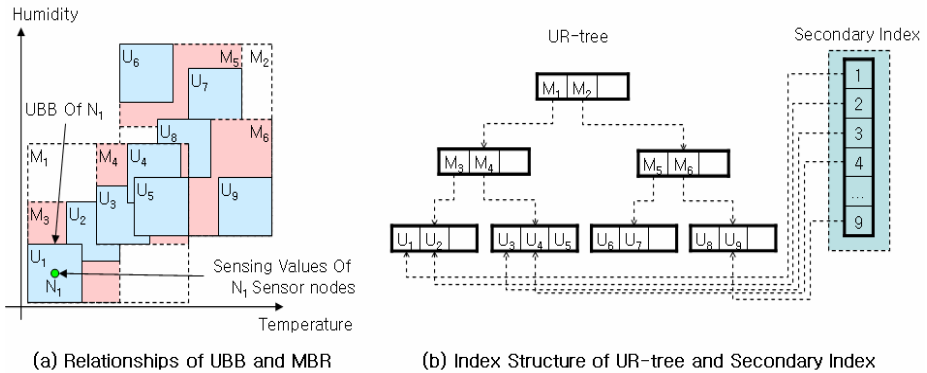 Humidity
U6
M5
M2
U7
UBB Of N1
U8
M6
M1
M4
U4
U5
U9
M3
U2
U3
U1
N1
Sensing Values Of
N1 Sensor nodes
Temperature
(a) Relationships of UBB and MBR
UR-tree
Secondary Index
M1 M2
1
2
3
4
...
9
M3 M4
M5 M6
U1 U2
U3 U4 U5
U6 U7
U8 U9
(b) Index Structure of UR-tree and Secondary Index